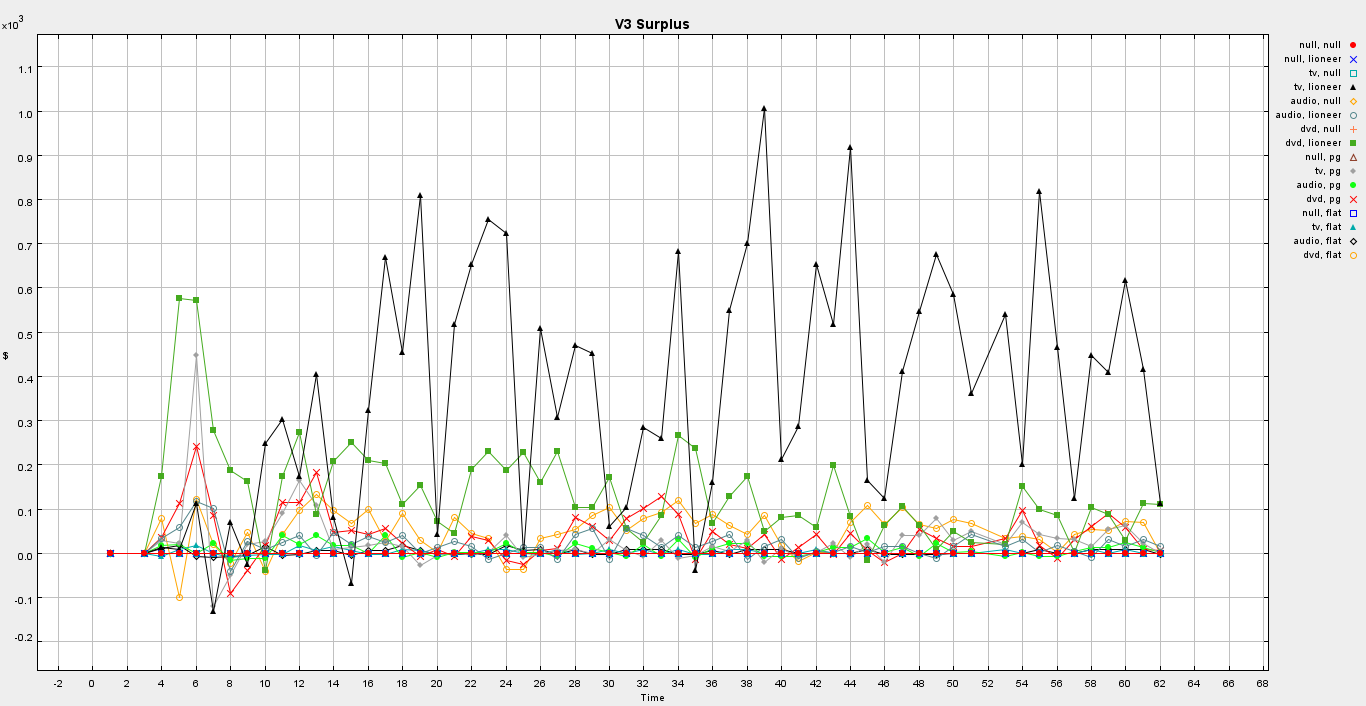 V3 Surplus
x10³
1.1
1.0
0.9
0.8
0.7
0.6
0.5
0.4
0.3
0.2
0.1
0.0
-0.1
-0.2
$
-2 0 2 4 6 8 10 12 14 16 18 20 22 24 26 28 30 32 34 36 38 40 42 44 46 48 50 52 54 56 58 60 62 64 66 68
Time
null, null
null, lioneer
tv, null
tv, lioneer
audio, null
audio, lioneer
dvd, null
dvd, lioneer
null, pg
tv, pg
audio, pg
dvd, pg
null, flat
tv, flat
audio, flat
dvd, flat